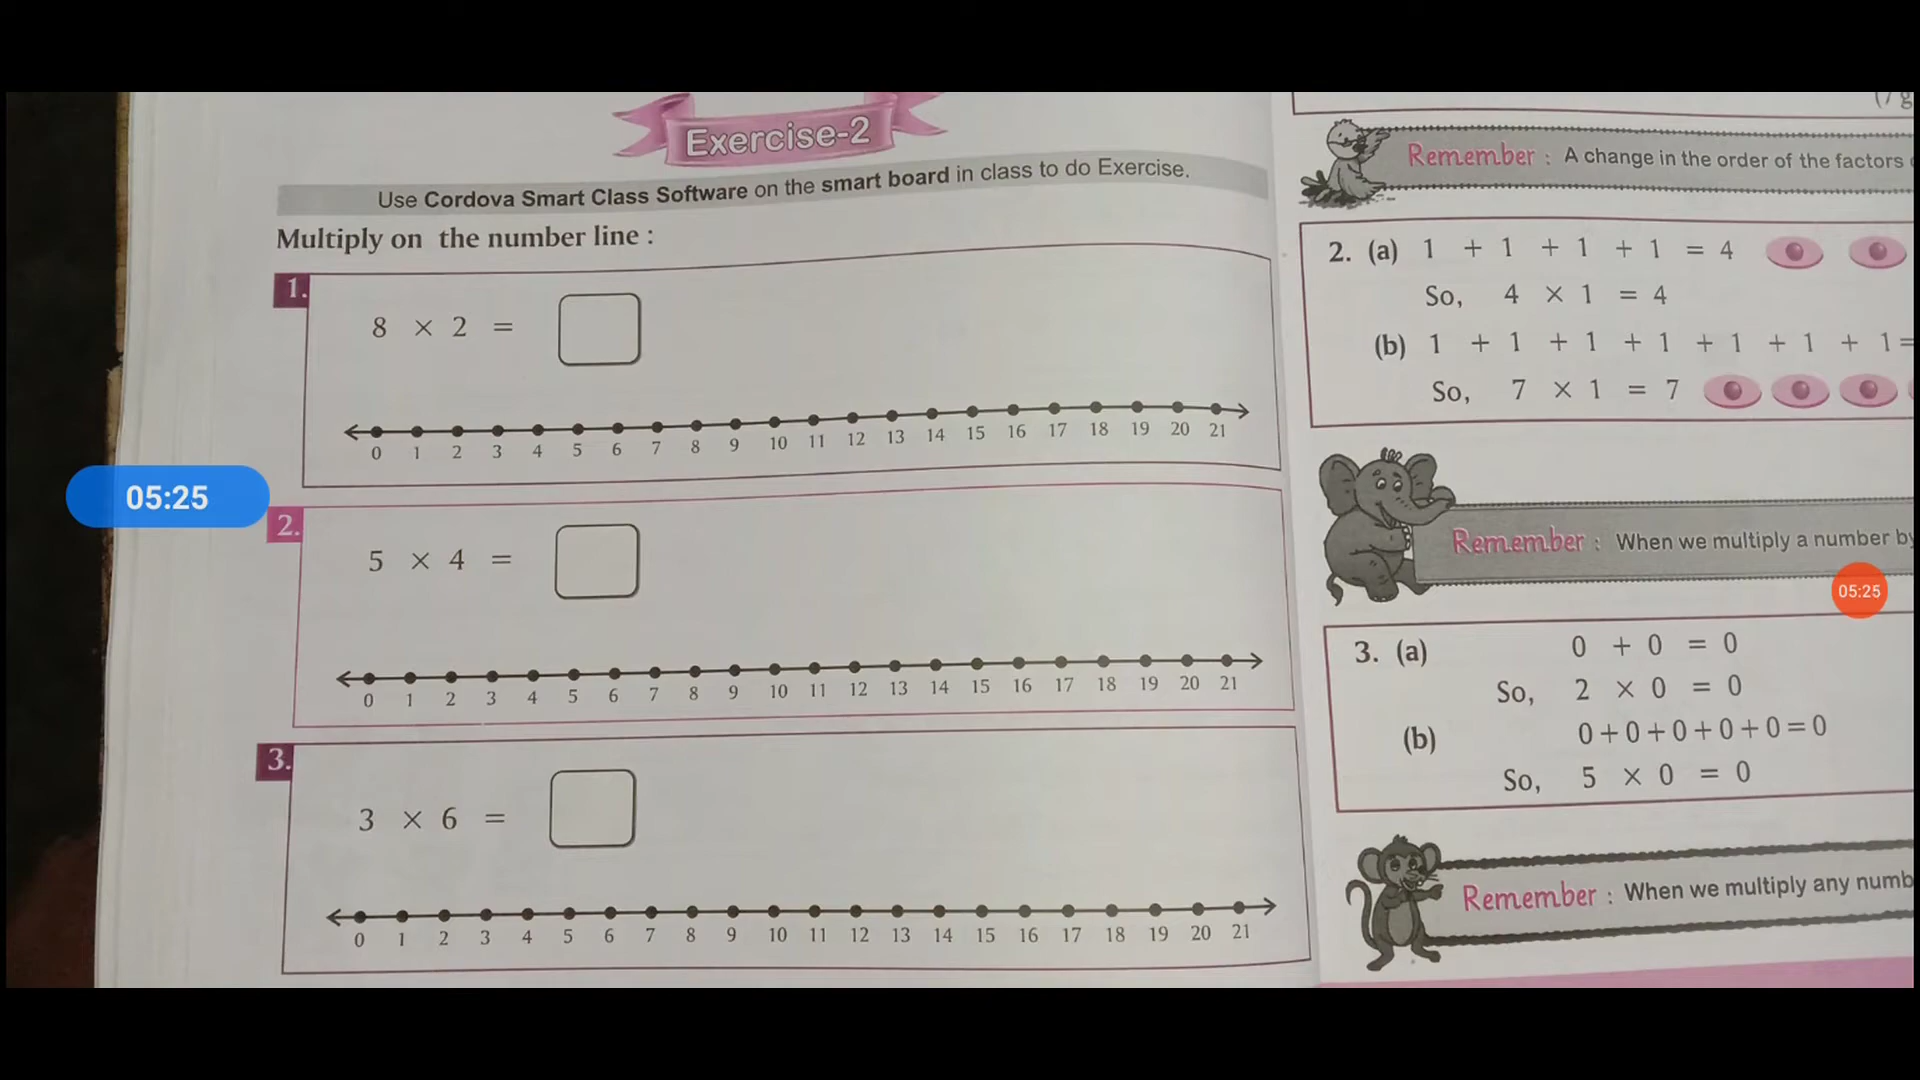 Exercise-2
Use Cordova Smart Class Software on the smart board in class to do Exercise.
Multiply on the number line :
1.
8 × 2 =
0 1 2 3 4 5 6 7 8 9 10 11 12 13 14 15 16 17 18 19 20 21
05:25
2.
5 × 4 =
0 1 2 3 4 5 6 7 8 9 10 11 12 13 14 15 16 17 18 19 20 21
3.
3 × 6 =
0 1 2 3 4 5 6 7 8 9 10 11 12 13 14 15 16 17 18 19 20 21
Remember : A change in the order of the factors
2. (a) 1 + 1 + 1 + 1 = 4
So, 4 × 1 = 4
(b) 1 + 1 + 1 + 1 + 1 + 1 + 1 =
So, 7 × 1 = 7
Remember : When we multiply a number by
05:25
3. (a) 0 + 0 = 0
So, 2 × 0 = 0
(b) 0+0+0+0+0=0
So, 5 × 0 = 0
Remember : When we multiply any